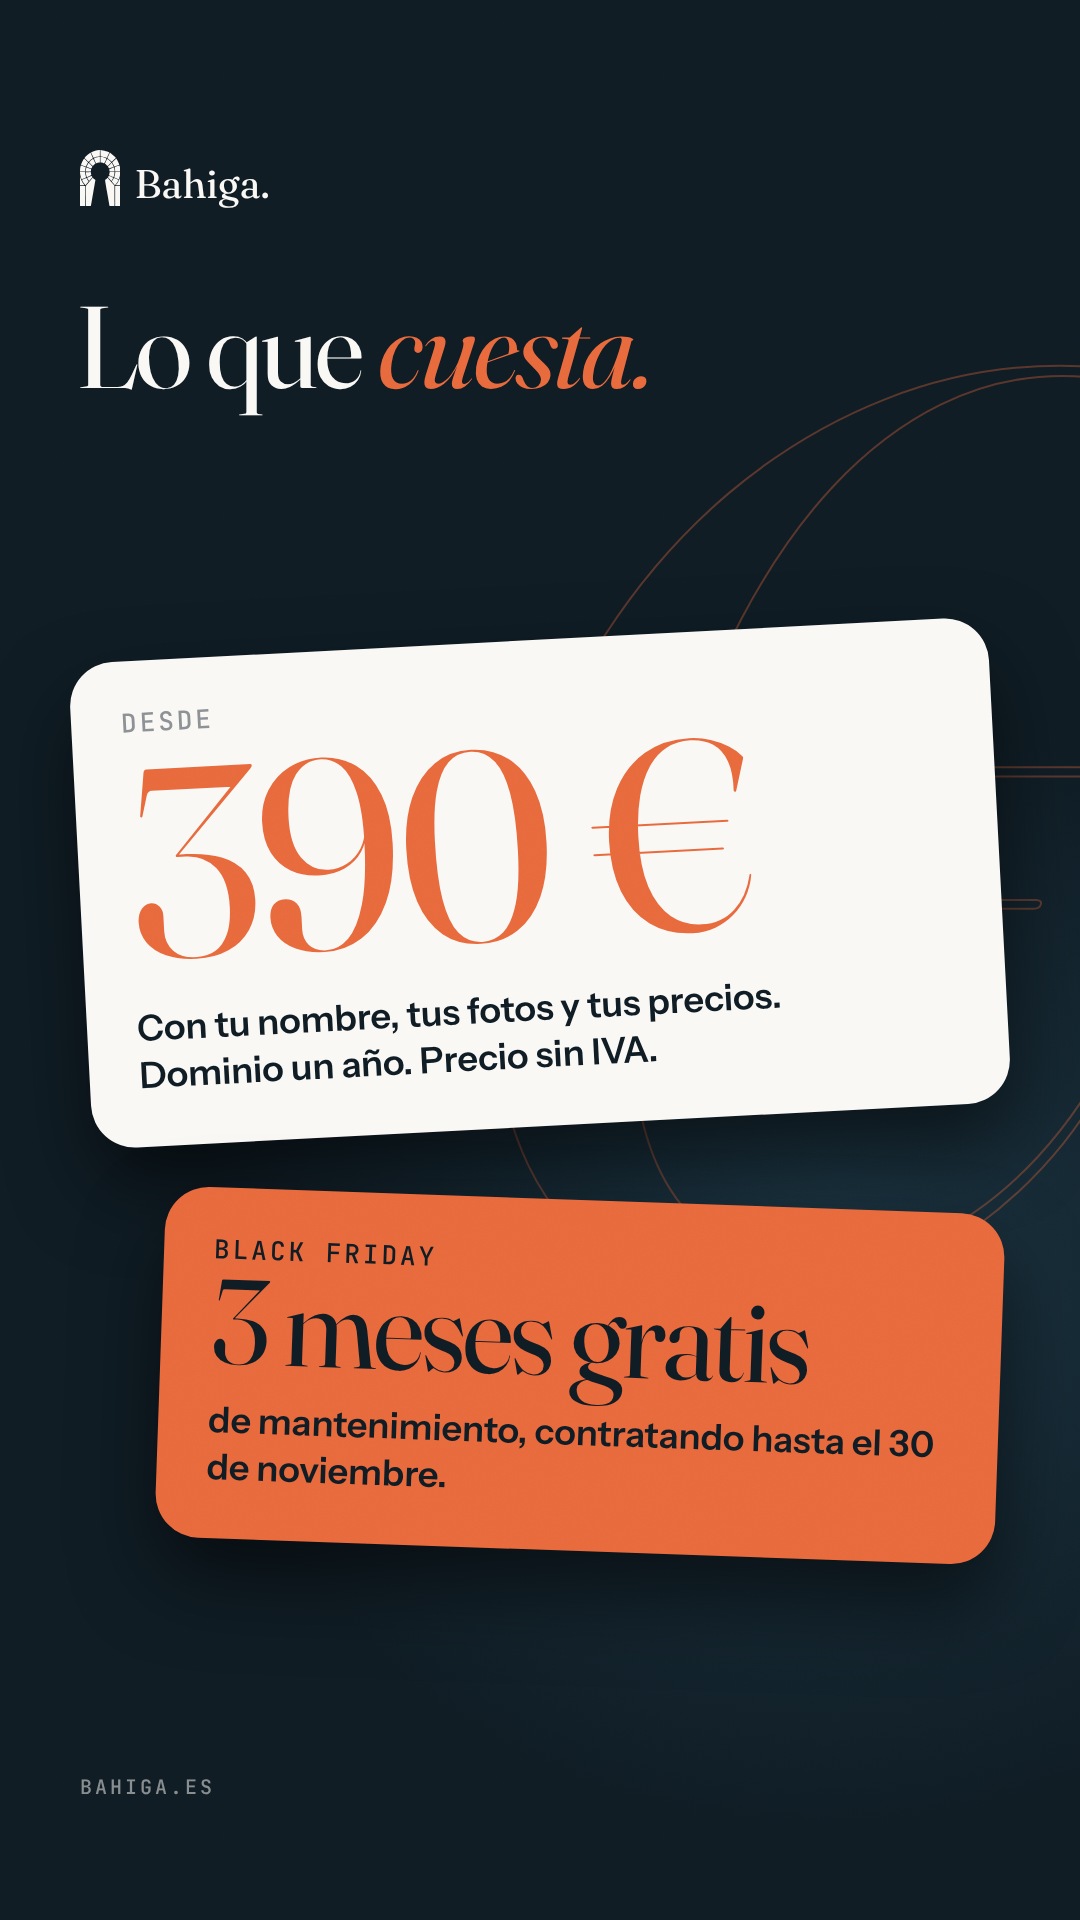 Bahiga.
Lo que cuesta.
DESDE
390 €
Con tu nombre, tus fotos y tus precios.
Dominio un año. Precio sin IVA.
BLACK FRIDAY
3 meses gratis
de mantenimiento, contratando hasta el 30
de noviembre.
BAHIGA.ES